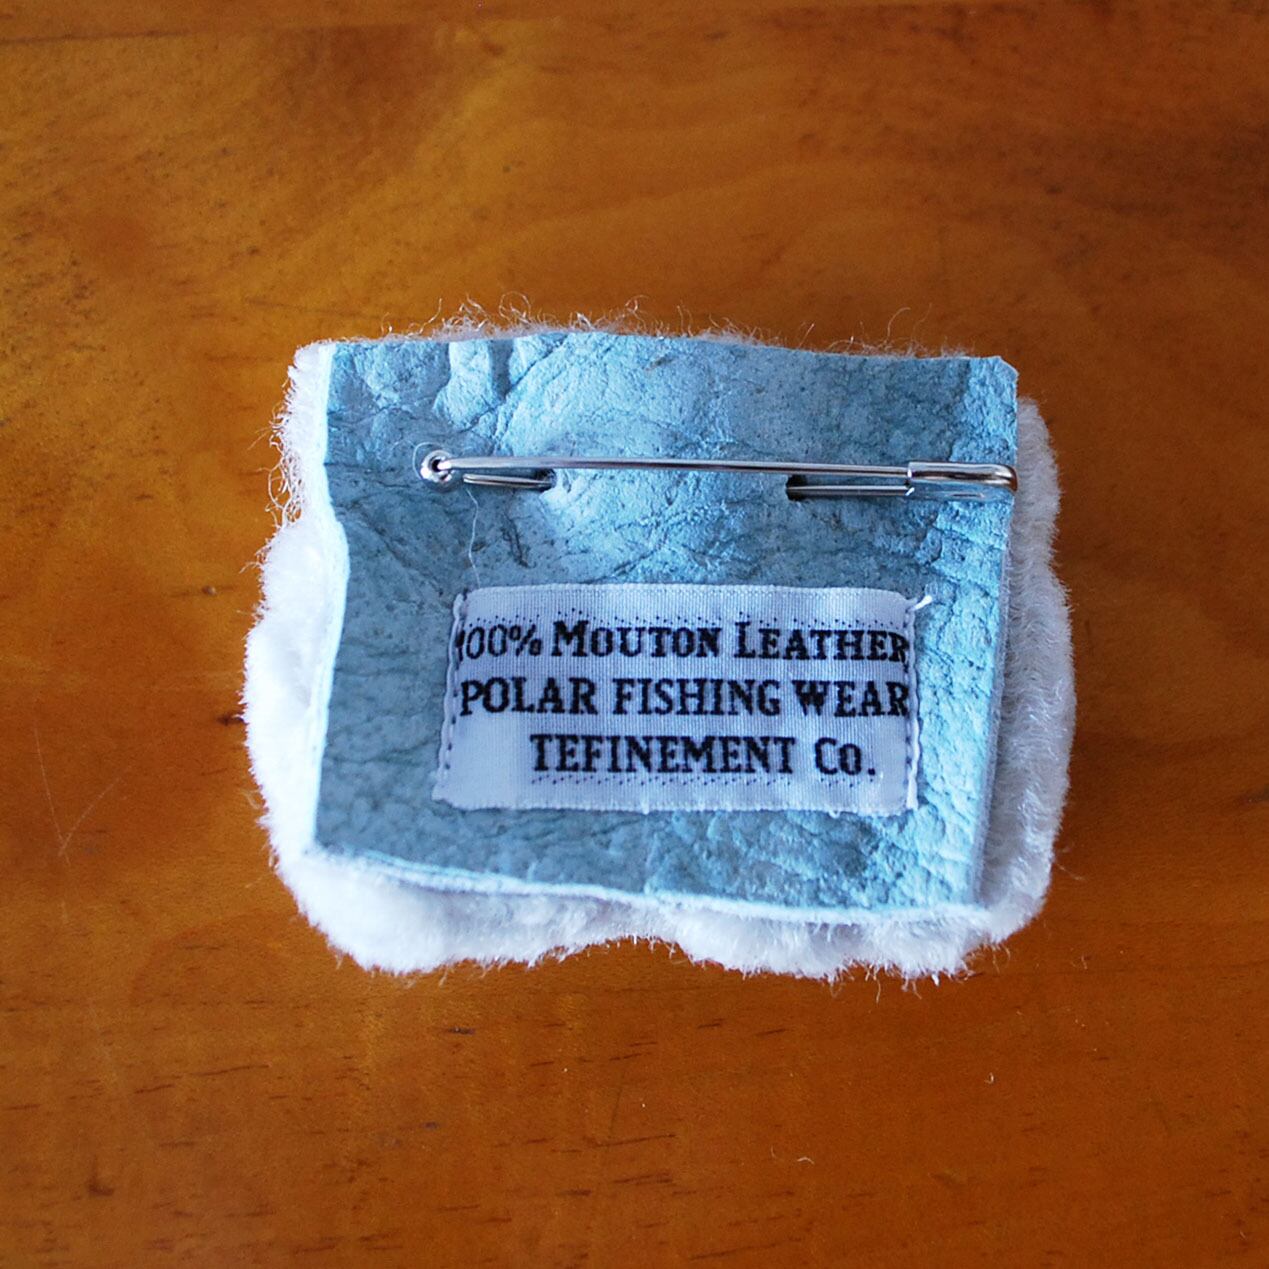 100% MOUTON LEATHER
POLAR FISHING WEAR
TEFINEMENT CO.